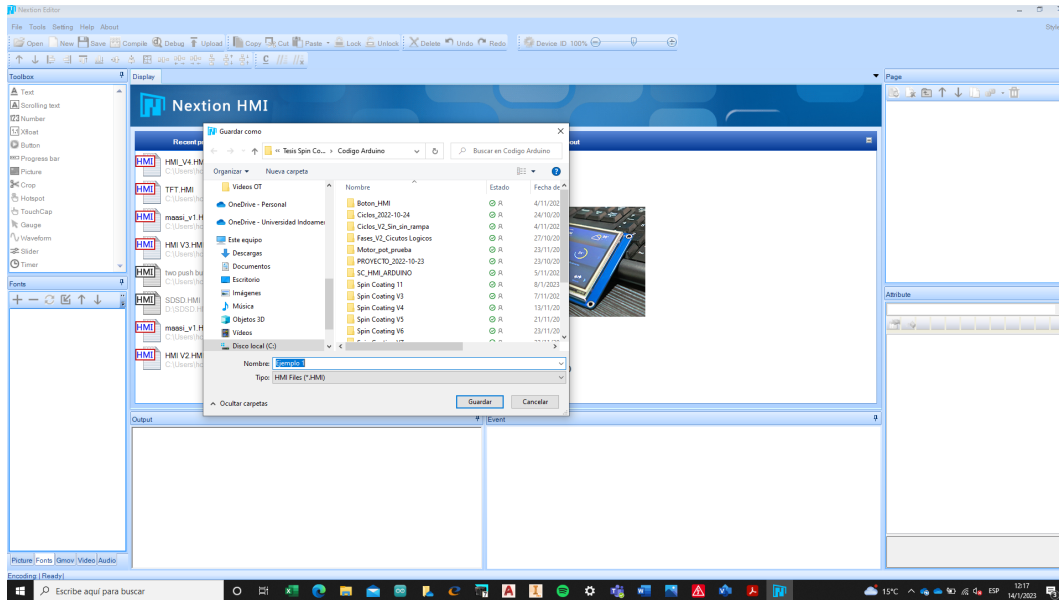 Nextion Editor
File Tools Setting Help About
Style
Open New Save Compile Debug Upload Copy Cut Paste Lock Unlock Delete Undo Redo Device ID 100%
Toolbox
Display
Page
Text
Scrolling text
Number
Xfloat
Button
Progress bar
Picture
Crop
Hotspot
TouchCap
Gauge
Waveform
Slider
Timer
Fonts
Nextion HMI
HMI HMI_V4.HM
HMI TFT.HMI
HMI maasi_v1.H
HMI HMI V3.HM
HMI two push bu
HMI SDSD.HMI
D:\SDSD.H
HMI maasi_v1.H
HMI HMI V2.HM
Guardar como
« Tesis Spin Co... > Codigo Arduino
Buscar en Codigo Arduino
Organizar
Nueva carpeta
Videos OT
OneDrive - Personal
OneDrive - Universidad Indoamer
Este equipo
Descargas
Documentos
Escritorio
Imágenes
Música
Objetos 3D
Vídeos
Disco local (C:)
Nombre Estado Fecha de
Boton_HMI 4/11/202
Ciclos_2022-10-24 24/10/20
Ciclos_V2_Sin_sin_rampa 4/11/202
Fases_V2_Cicutos Logicos 27/10/20
Motor_pot_prueba 23/11/20
PROYECTO_2022-10-23 23/10/20
SC_HMI_ARDUINO 5/11/202
Spin Coating 11 8/1/2023
Spin Coating V3 7/11/202
Spin Coating V4 13/11/20
Spin Coating V5 21/11/20
Spin Coating V6 23/11/20
Nombre: Ejemplo 1
Tipo: HMI Files (*.HMI)
Ocultar carpetas
Guardar
Cancelar
Attribute
Output
Event
Picture Fonts Gmov Video Audio
Encoding | Ready|
Escribe aquí para buscar
15°C
ESP
12:17
14/1/2023